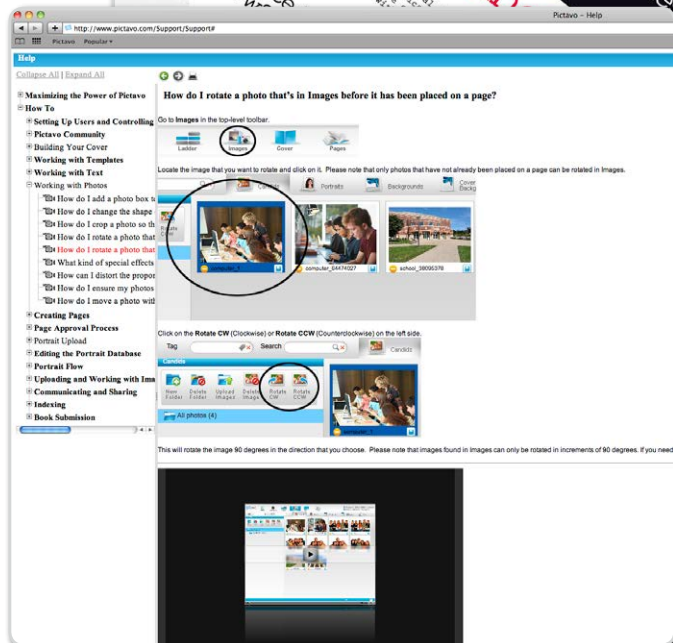 Pictavo – Help
http://www.pictavo.com/Support/Support#
Pictavo Popular
Help
Collapse All | Expand All
Maximizing the Power of Pictavo
How To
Setting Up Users and Controlling
Pictavo Community
Building Your Cover
Working with Templates
Working with Text
Working with Photos
How do I add a photo box t
How do I change the shape
How do I crop a photo so th
How do I rotate a photo that
How do I rotate a photo that
What kind of special effects
How can I distort the propor
How do I ensure my photos
How do I move a photo with
Creating Pages
Page Approval Process
Portrait Upload
Editing the Portrait Database
Portrait Flow
Uploading and Working with Ima
Communicating and Sharing
Indexing
Book Submission
How do I rotate a photo that's in Images before it has been placed on a page?
Go to Images in the top-level toolbar.
Ladder Images Cover Pages
Locate the image that you want to rotate and click on it. Please note that only photos that have not already been placed on a page can be rotated in Images.
Portraits Backgrounds Cover
Backg
Rotate
CCW
computer_1 computer_64474027 school_38095378
Click on the Rotate CW (Clockwise) or Rotate CCW (Counterclockwise) on the left side.
Tag Search Candids
Candids
New Folder Delete Folder Upload Images Delete Image Rotate CW Rotate CCW
All photos (4)
computer_1
This will rotate the image 90 degrees in the direction that you choose. Please note that images found in Images can only be rotated in increments of 90 degrees. If you need